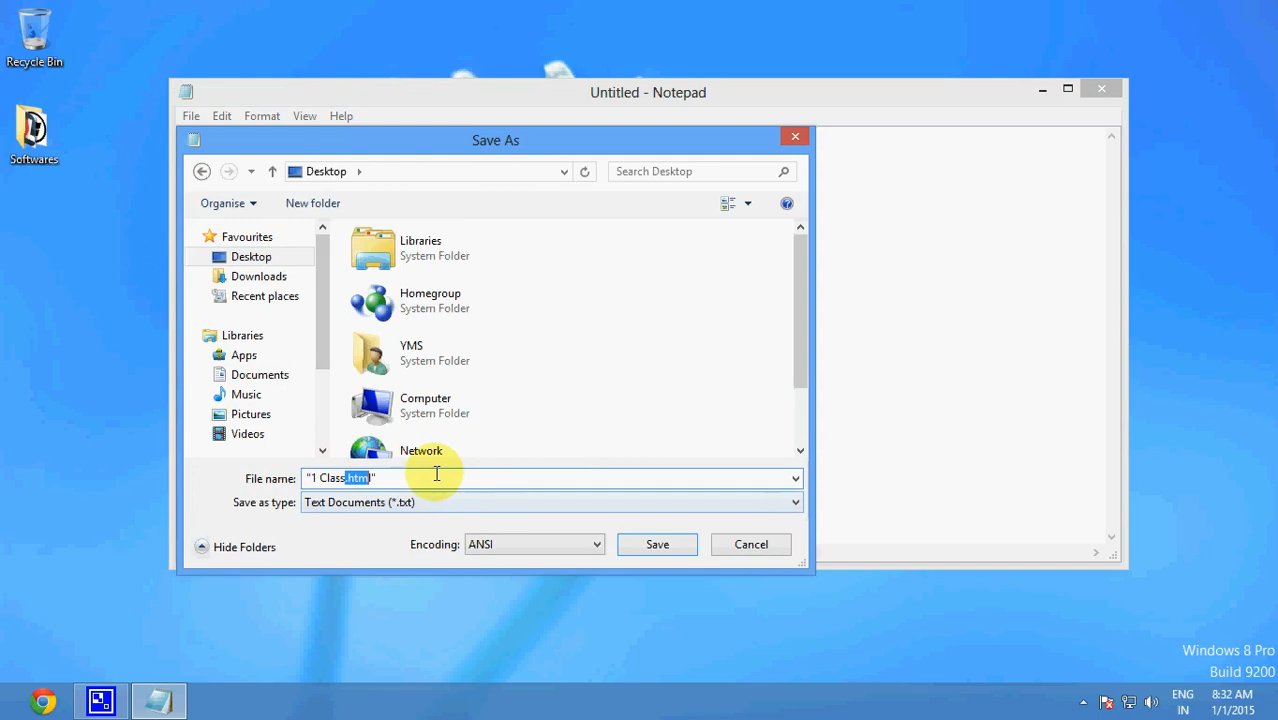 Recycle Bin
Softwares
Untitled - Notepad
File Edit Format View Help
Save As
Desktop
Search Desktop
Organise New folder
Favourites
Desktop
Downloads
Recent places
Libraries
Apps
Documents
Music
Pictures
Videos
Libraries
System Folder
Homegroup
System Folder
YMS
System Folder
Computer
System Folder
Network
File name: "1 Class.html"
Save as type: Text Documents (*.txt)
Hide Folders Encoding: ANSI Save Cancel
Windows 8 Pro
Build 9200
ENG 8:32 AM
IN 1/1/2015